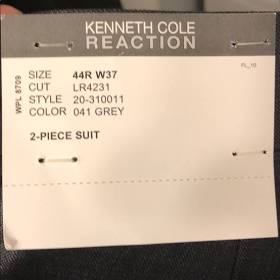 KENNETH COLE
REACTION
FL_10
WPL 8709
SIZE 44R W37
CUT LR4231
STYLE 20-310011
COLOR 041 GREY
2-PIECE SUIT